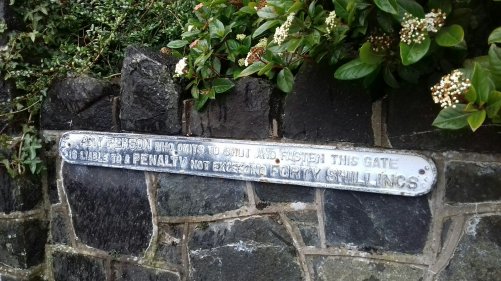 ANY PERSON WHO OMITS TO SHUT AND FASTEN THIS GATE
IS LIABLE TO A PENALTY NOT EXCEEDING FORTY SHILLINGS